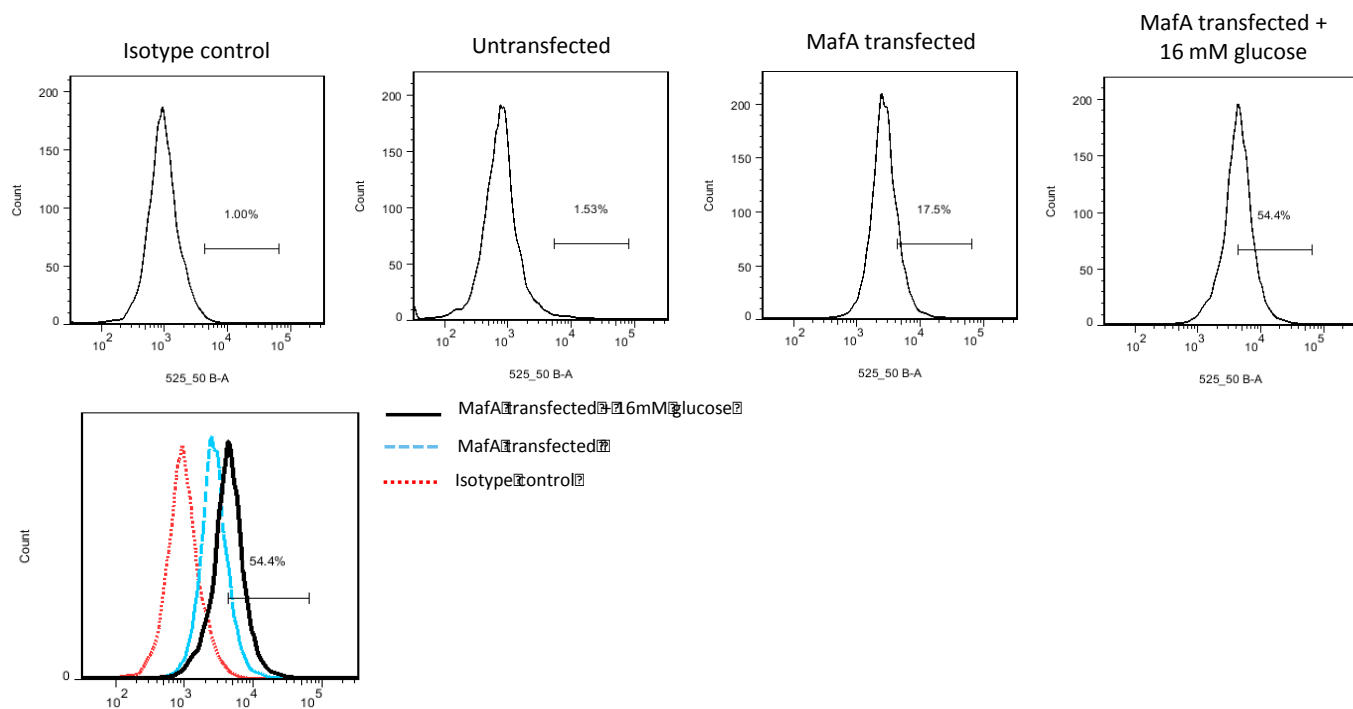 Isotype control
Untransfected
MafA transfected
MafA transfected +
16 mM glucose
200
150
100
50
0
Count
1.00%
10² 10³ 10⁴ 10⁵
525_50 B-A
200
150
100
50
0
Count
1.53%
10² 10³ 10⁴ 10⁵
525_50 B-A
200
150
100
50
0
Count
17.5%
10² 10³ 10⁴ 10⁵
525_50 B-A
200
150
100
50
0
Count
54.4%
10² 10³ 10⁴ 10⁵
525_50 B-A
Count
0
54.4%
10² 10³ 10⁴ 10⁵
MafA⍰transfected⍰+⍰16mM⍰glucose⍰
MafA⍰transfected⍰⍰
Isotype⍰control⍰